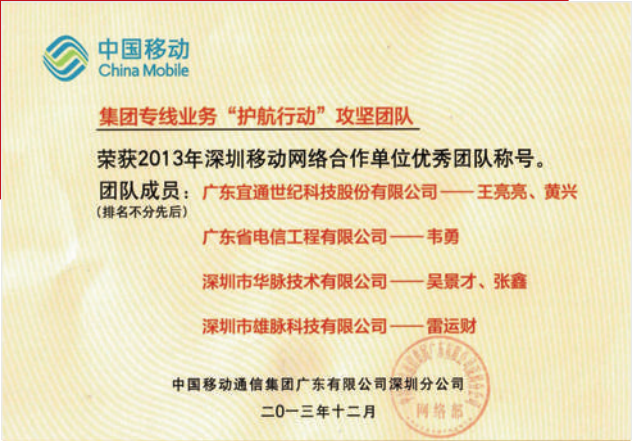 中国移动
China Mobile
集团专线业务“护航行动”攻坚团队
荣获2013年深圳移动网络合作单位优秀团队称号。
团队成员：广东宜通世纪科技股份有限公司——王亮亮、黄兴
（排名不分先后）
广东省电信工程有限公司——韦勇
深圳市华脉技术有限公司——吴景才、张鑫
深圳市雄脉科技有限公司——雷运财
中国移动通信集团广东有限公司深圳分公司
二〇一三年十二月
网络部